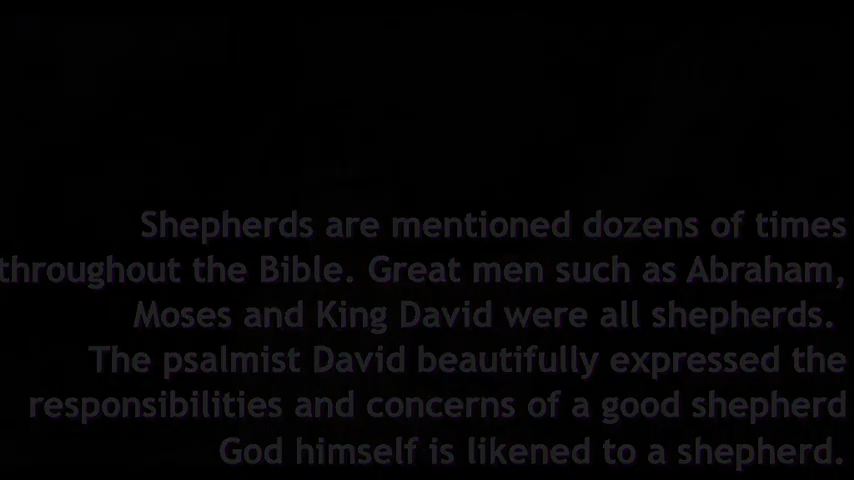 Shepherds are mentioned dozens of times
throughout the Bible. Great men such as Abraham,
Moses and King David were all shepherds.
The psalmist David beautifully expressed the
responsibilities and concerns of a good shepherd
God himself is likened to a shepherd.